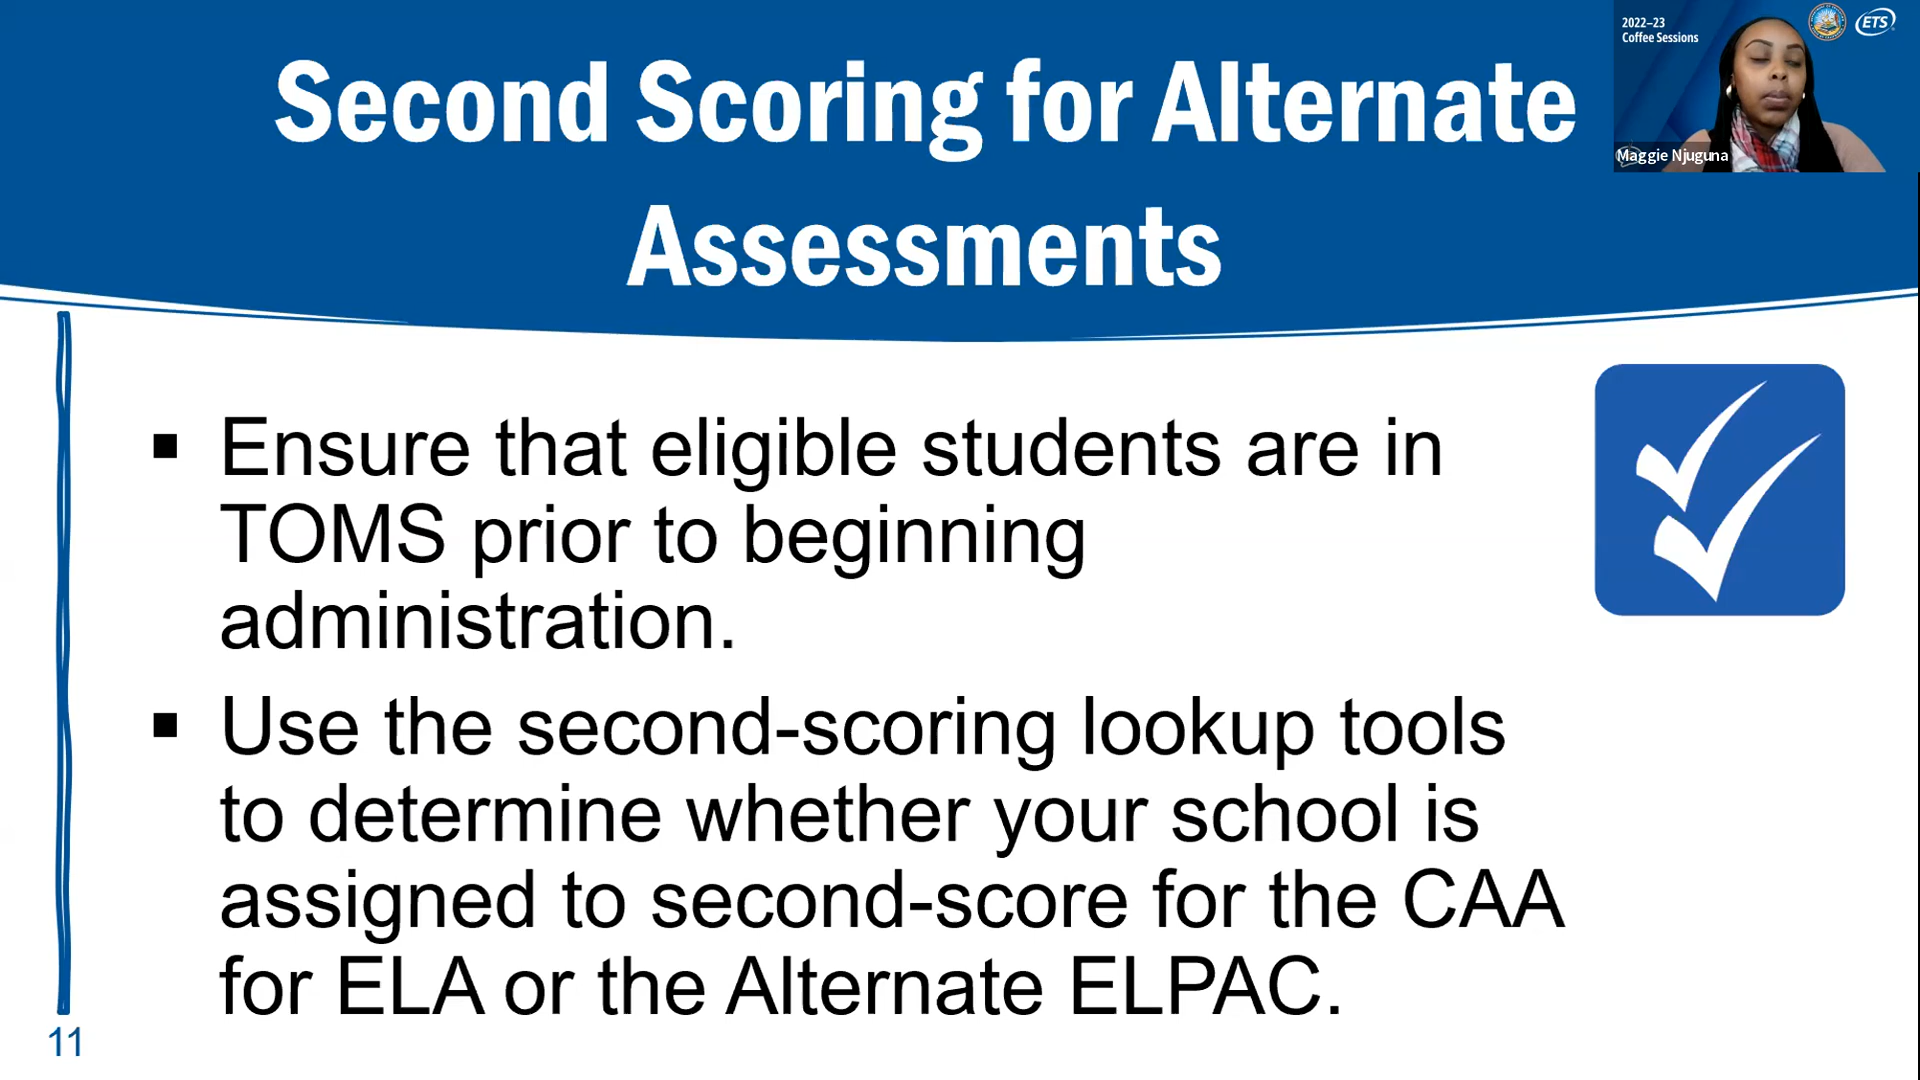 Second Scoring for Alternate
Assessments
2022–23
Coffee Sessions
ETS
Maggie Njuguna
▪ Ensure that eligible students are in
TOMS prior to beginning
administration.
▪ Use the second-scoring lookup tools
to determine whether your school is
assigned to second-score for the CAA
for ELA or the Alternate ELPAC.
11